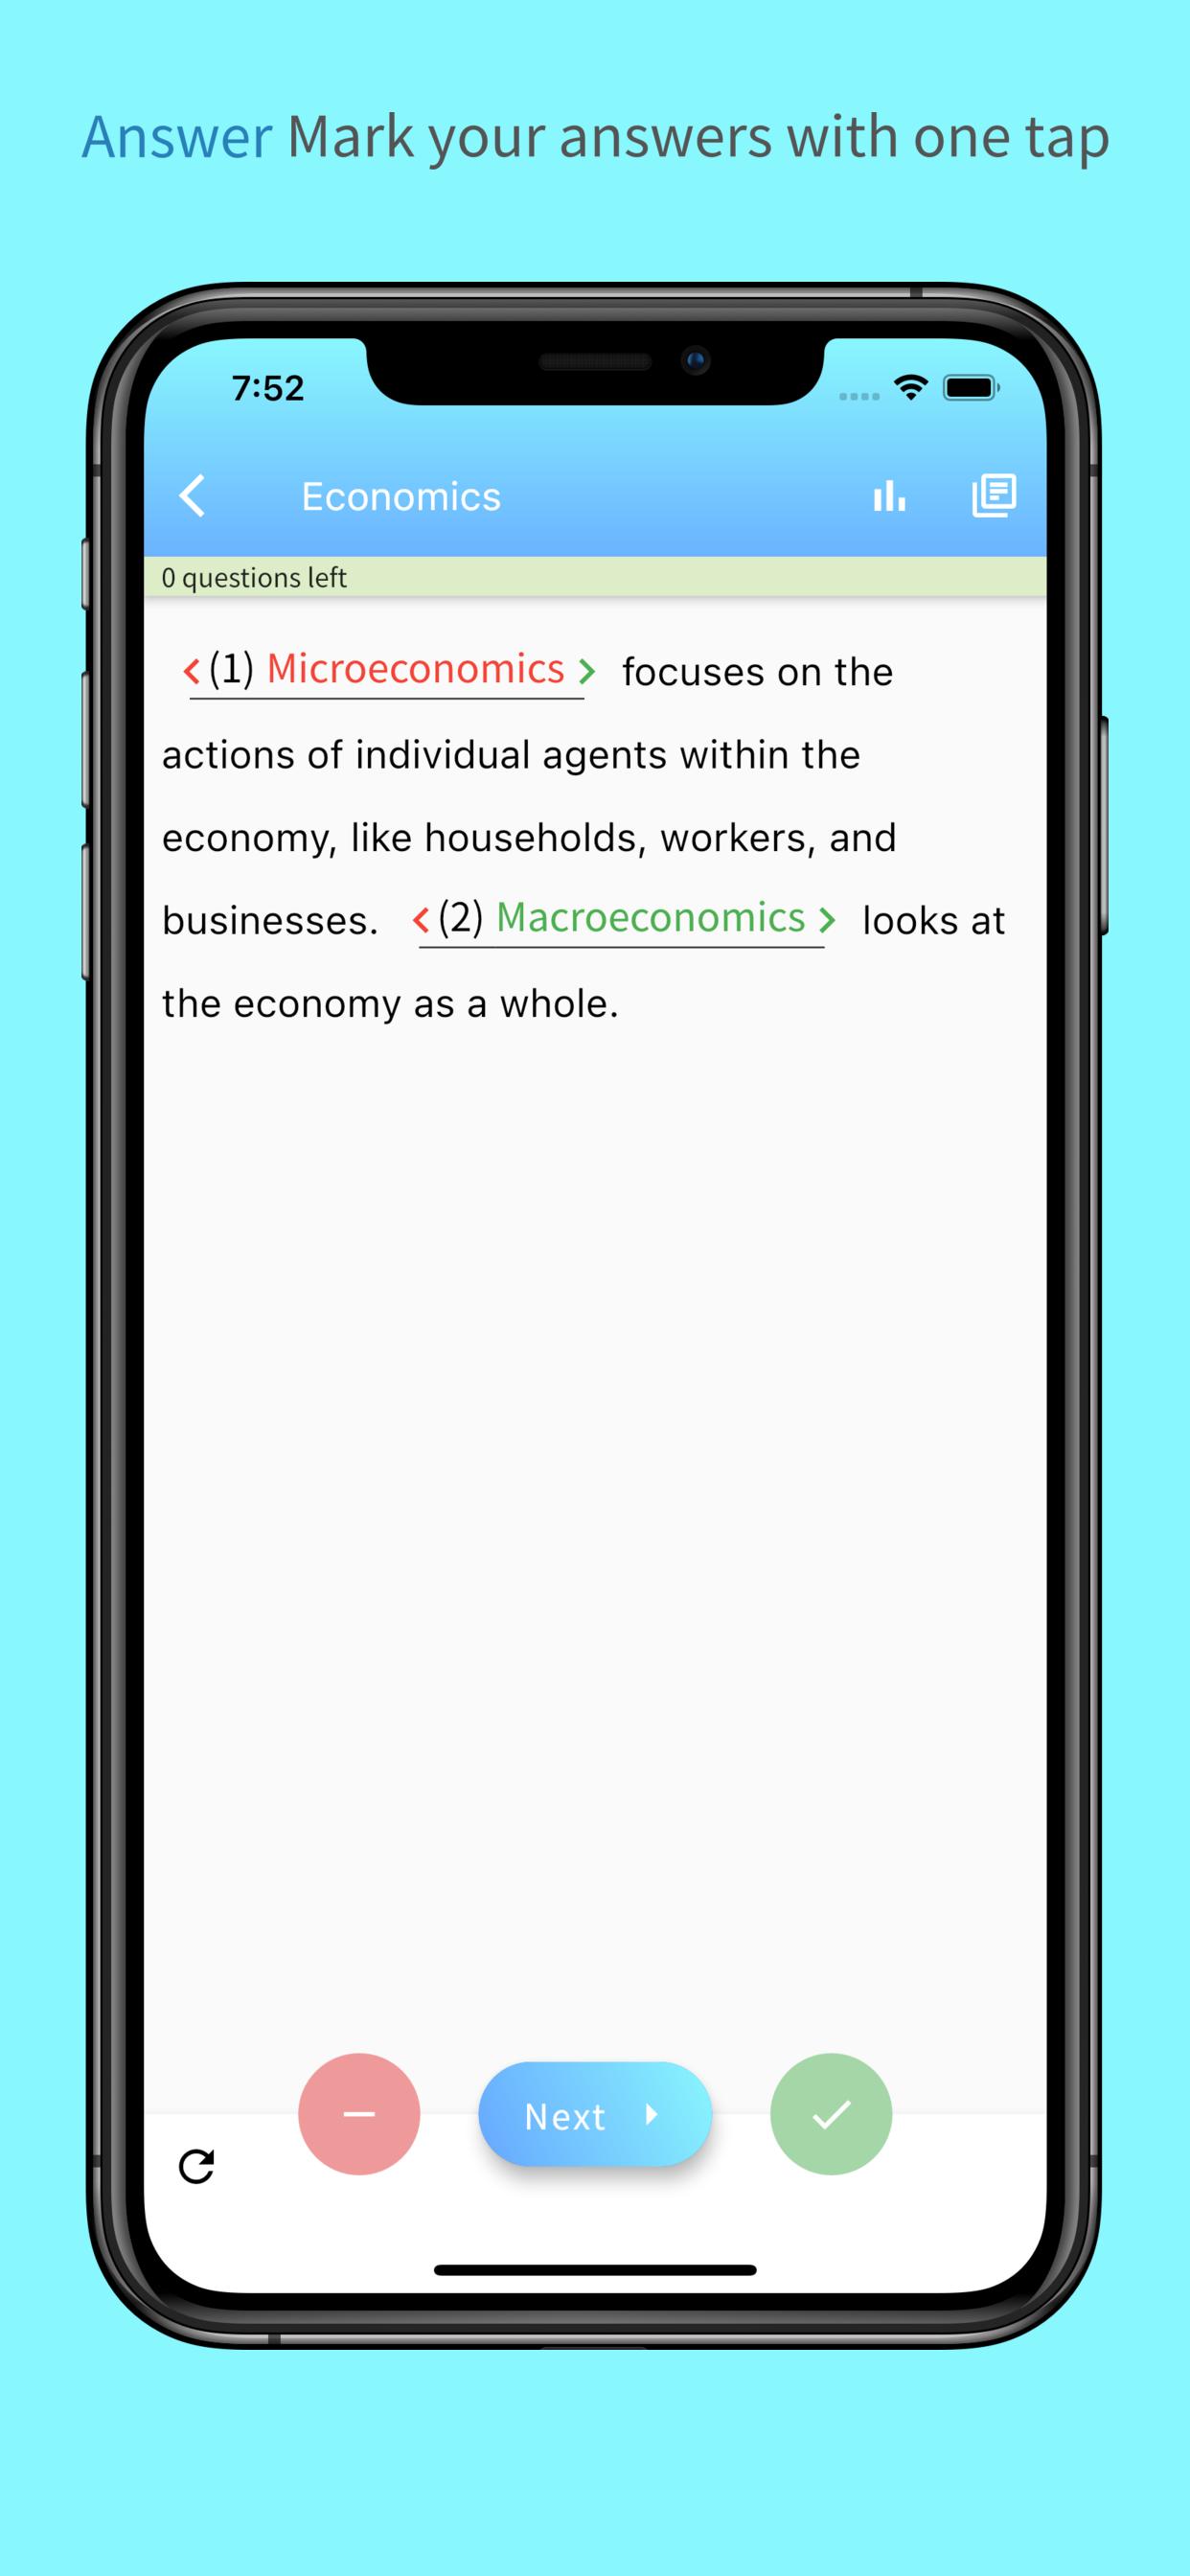 Answer Mark your answers with one tap
7:52
Economics
0 questions left
(1) Microeconomics focuses on the
actions of individual agents within the
economy, like households, workers, and
businesses. (2) Macroeconomics looks at
the economy as a whole.
Next